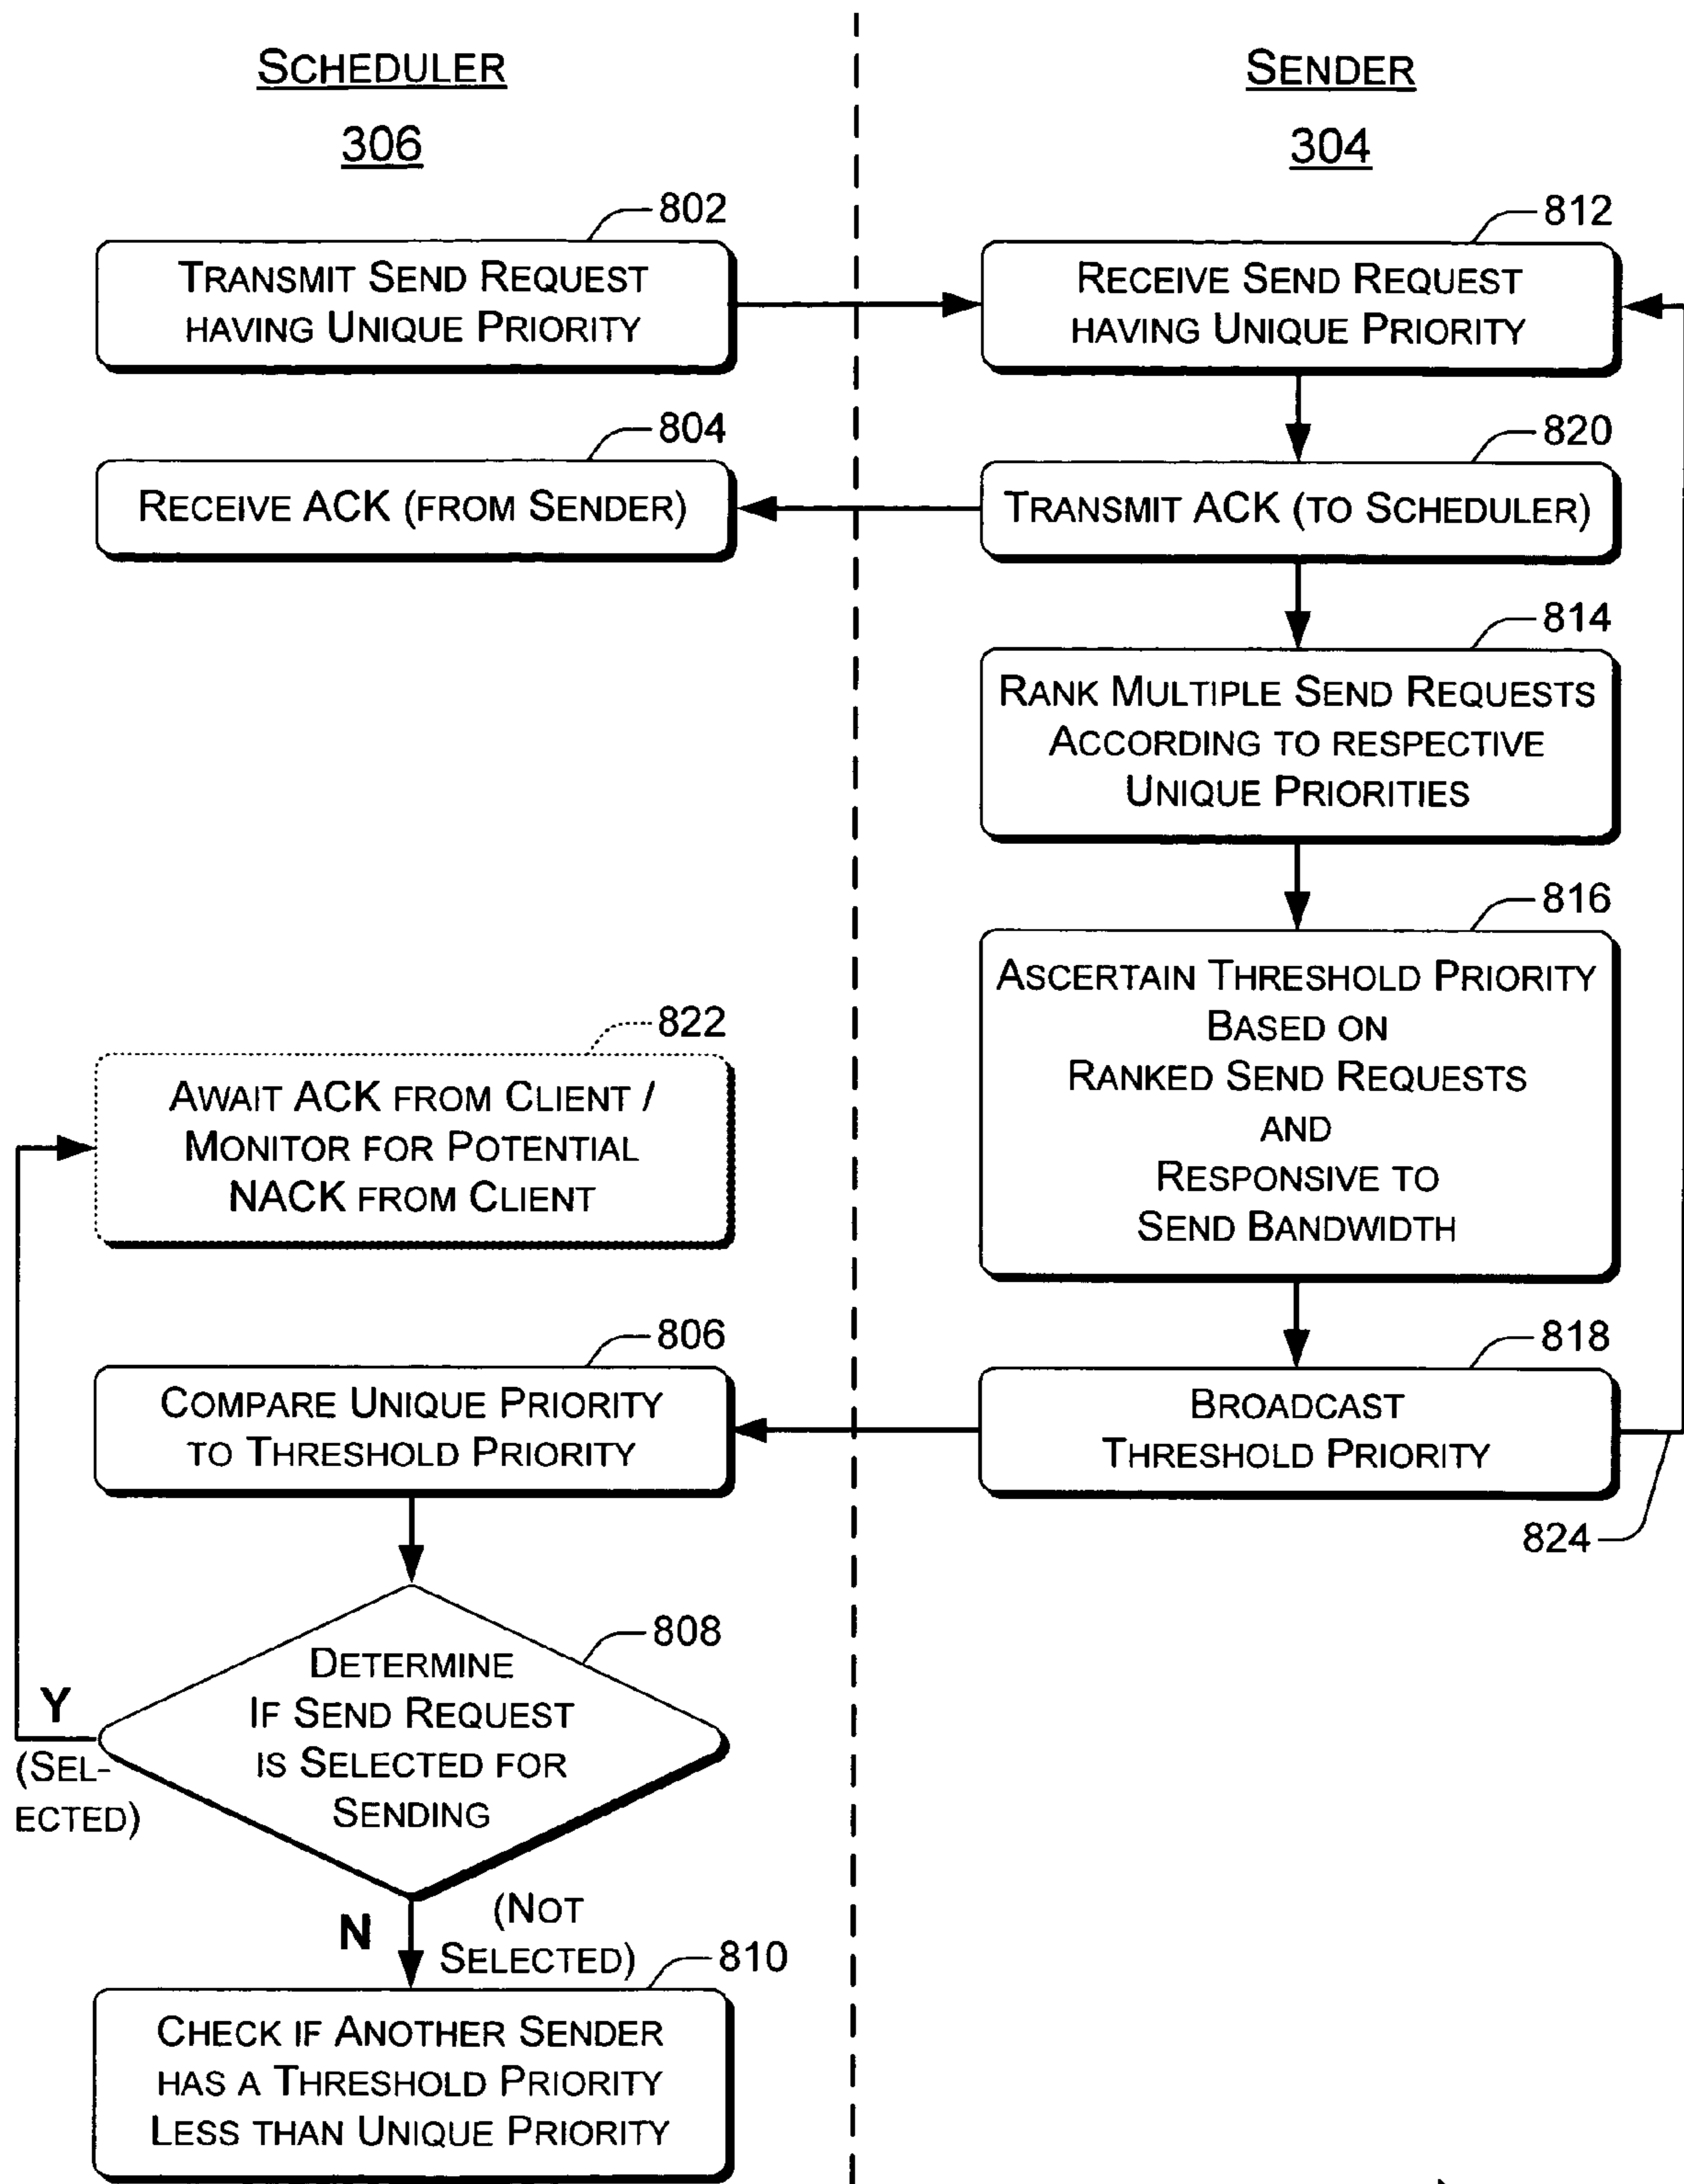 SCHEDULER
306
SENDER
304
802
TRANSMIT SEND REQUEST
HAVING UNIQUE PRIORITY
812
RECEIVE SEND REQUEST
HAVING UNIQUE PRIORITY
804
RECEIVE ACK (FROM SENDER)
820
TRANSMIT ACK (TO SCHEDULER)
814
RANK MULTIPLE SEND REQUESTS
ACCORDING TO RESPECTIVE
UNIQUE PRIORITIES
816
ASCERTAIN THRESHOLD PRIORITY
BASED ON
RANKED SEND REQUESTS
AND
RESPONSIVE TO
SEND BANDWIDTH
822
AWAIT ACK FROM CLIENT /
MONITOR FOR POTENTIAL
NACK FROM CLIENT
806
COMPARE UNIQUE PRIORITY
TO THRESHOLD PRIORITY
818
BROADCAST
THRESHOLD PRIORITY
824
808
DETERMINE
IF SEND REQUEST
IS SELECTED FOR
SENDING
Y
(SEL-
ECTED)
N
(NOT
SELECTED)
810
CHECK IF ANOTHER SENDER
HAS A THRESHOLD PRIORITY
LESS THAN UNIQUE PRIORITY